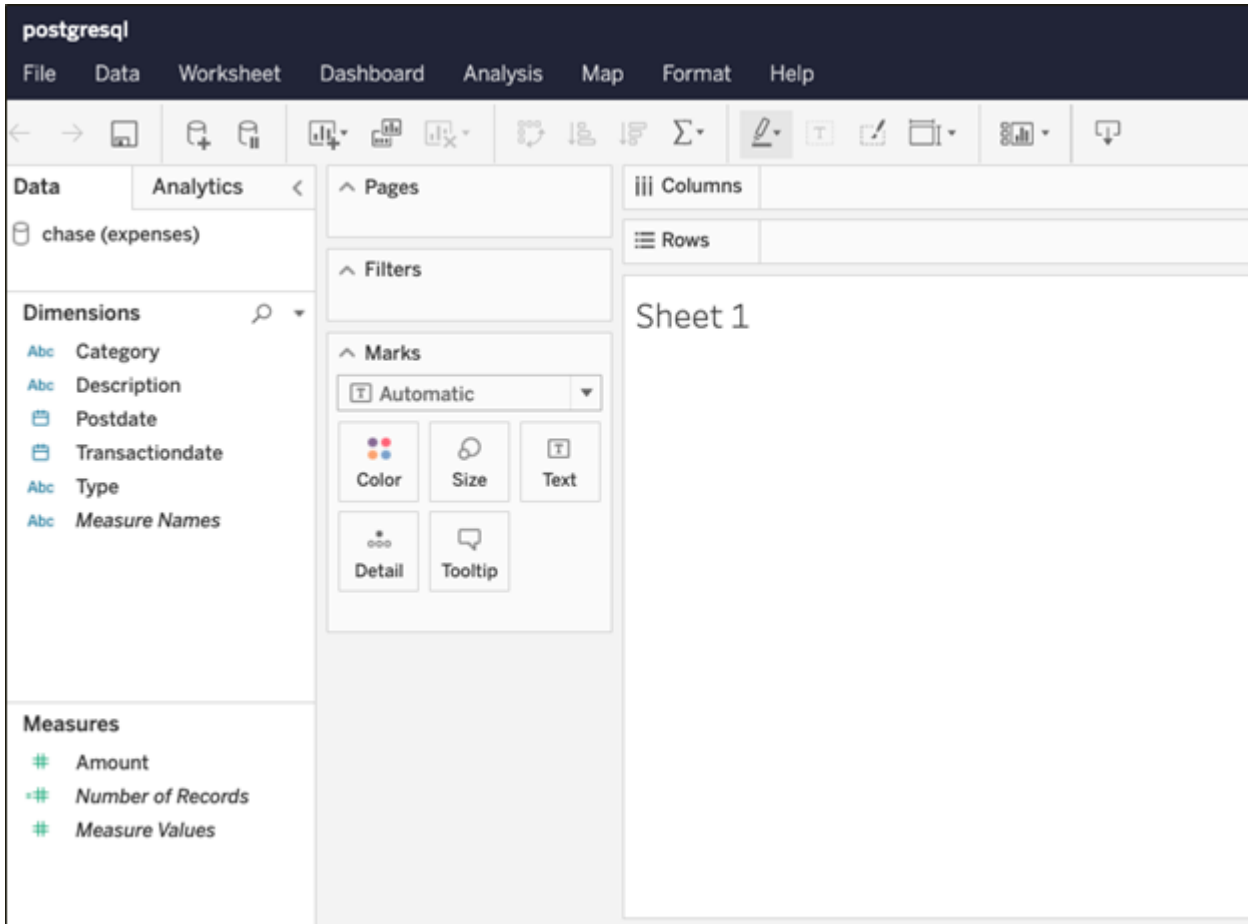 postgresql
File Data Worksheet Dashboard Analysis Map Format Help
Data Analytics
chase (expenses)
Dimensions
Abc Category
Abc Description
Postdate
Transactiondate
Abc Type
Abc Measure Names
Measures
# Amount
=# Number of Records
# Measure Values
Pages
Filters
Marks
T Automatic
Color Size T Text
Detail Tooltip
Columns
Rows
Sheet 1